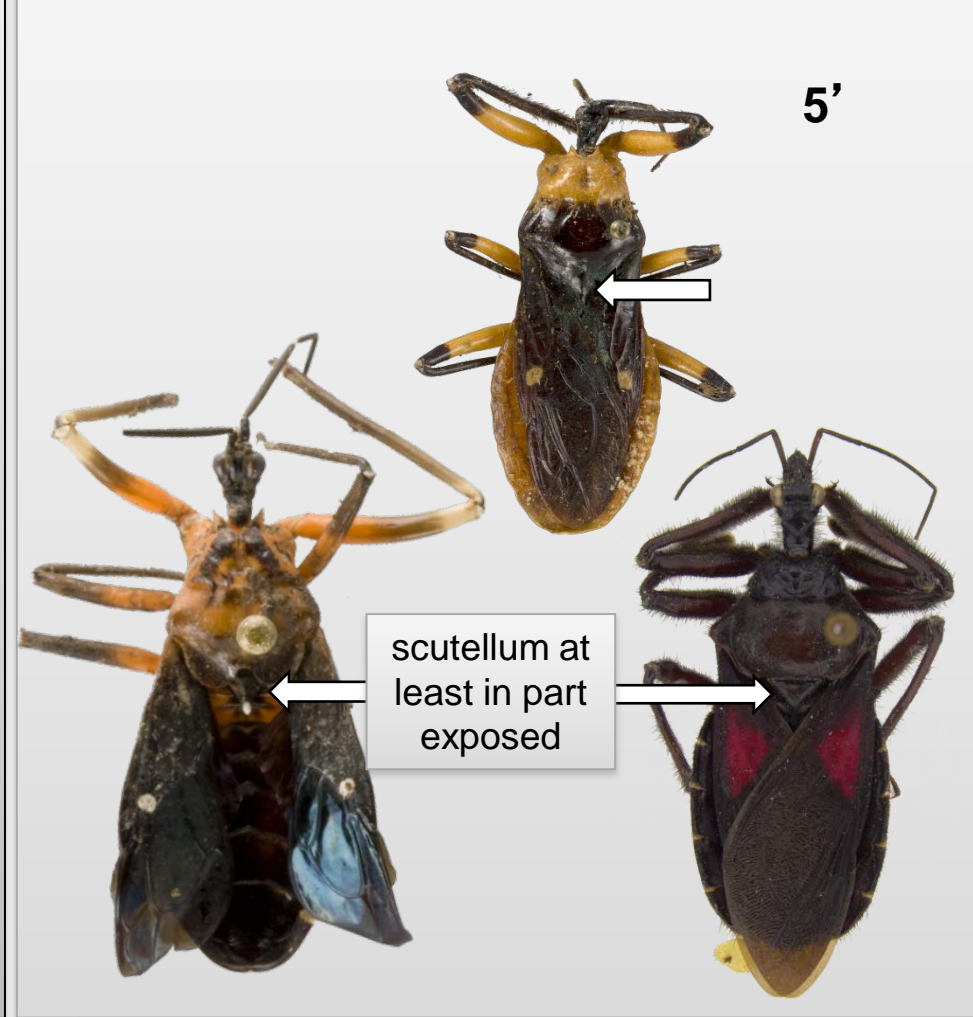 5’
scutellum at
least in part
exposed